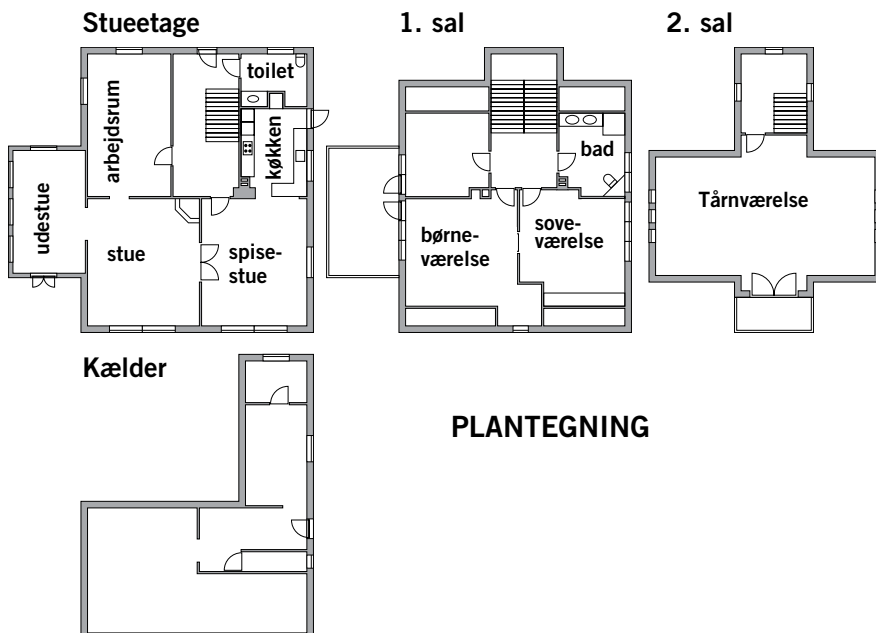 Stueetage
toilet
arbejdsrum
køkken
udestue
stue
spise-
stue
1. sal
bad
børne-
værelse
sove-
værelse
2. sal
Tårnværelse
Kælder
PLANTEGNING